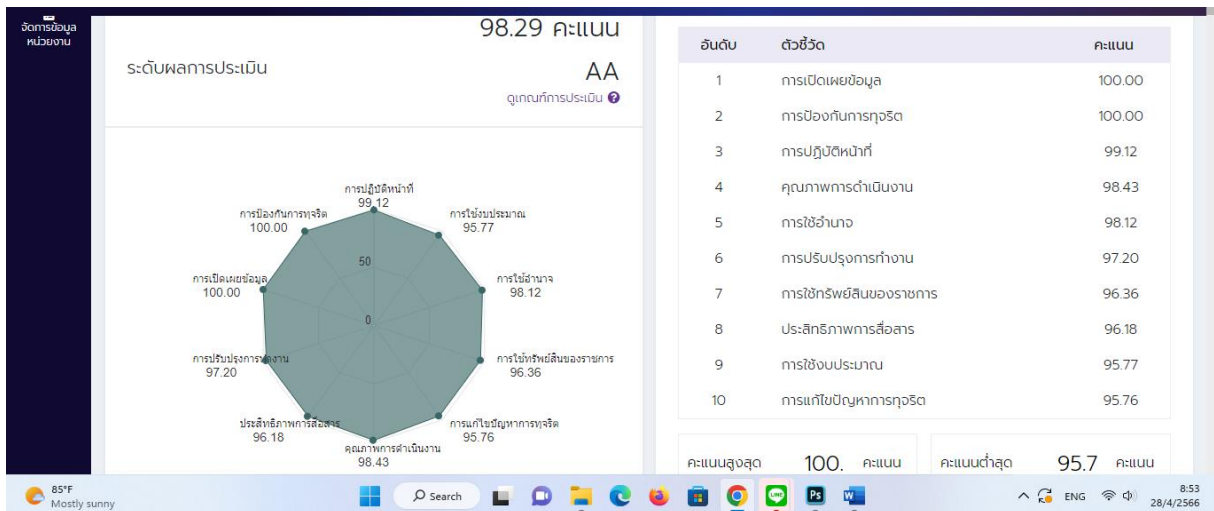 จัดการข้อมูล
หน่วยงาน
98.29 คะแนน
ระดับผลการประเมิน
AA
ดูเกณฑ์การประเมิน ?
การปฏิบัติหน้าที่
99.12
การป้องกันการทุจริต
100.00
การใช้งบประมาณ
95.77
50
การเปิดเผยข้อมูล
100.00
การใช้อำนาจ
98.12
0
การปรับปรุงการทำงาน
97.20
การใช้ทรัพย์สินของราชการ
96.36
ประสิทธิภาพการสื่อสาร
96.18
การแก้ไขปัญหาการทุจริต
95.76
คุณภาพการดำเนินงาน
98.43
อันดับ ตัวชี้วัด คะแนน
1 การเปิดเผยข้อมูล 100.00
2 การป้องกันการทุจริต 100.00
3 การปฏิบัติหน้าที่ 99.12
4 คุณภาพการดำเนินงาน 98.43
5 การใช้อำนาจ 98.12
6 การปรับปรุงการทำงาน 97.20
7 การใช้ทรัพย์สินของราชการ 96.36
8 ประสิทธิภาพการสื่อสาร 96.18
9 การใช้งบประมาณ 95.77
10 การแก้ไขปัญหาการทุจริต 95.76
คะแนนสูงสุด 100. คะแนน
คะแนนต่ำสุด 95.7 คะแนน
85°F
Mostly sunny
Search
LINE
Ps
W
ENG
8:53
28/4/2566